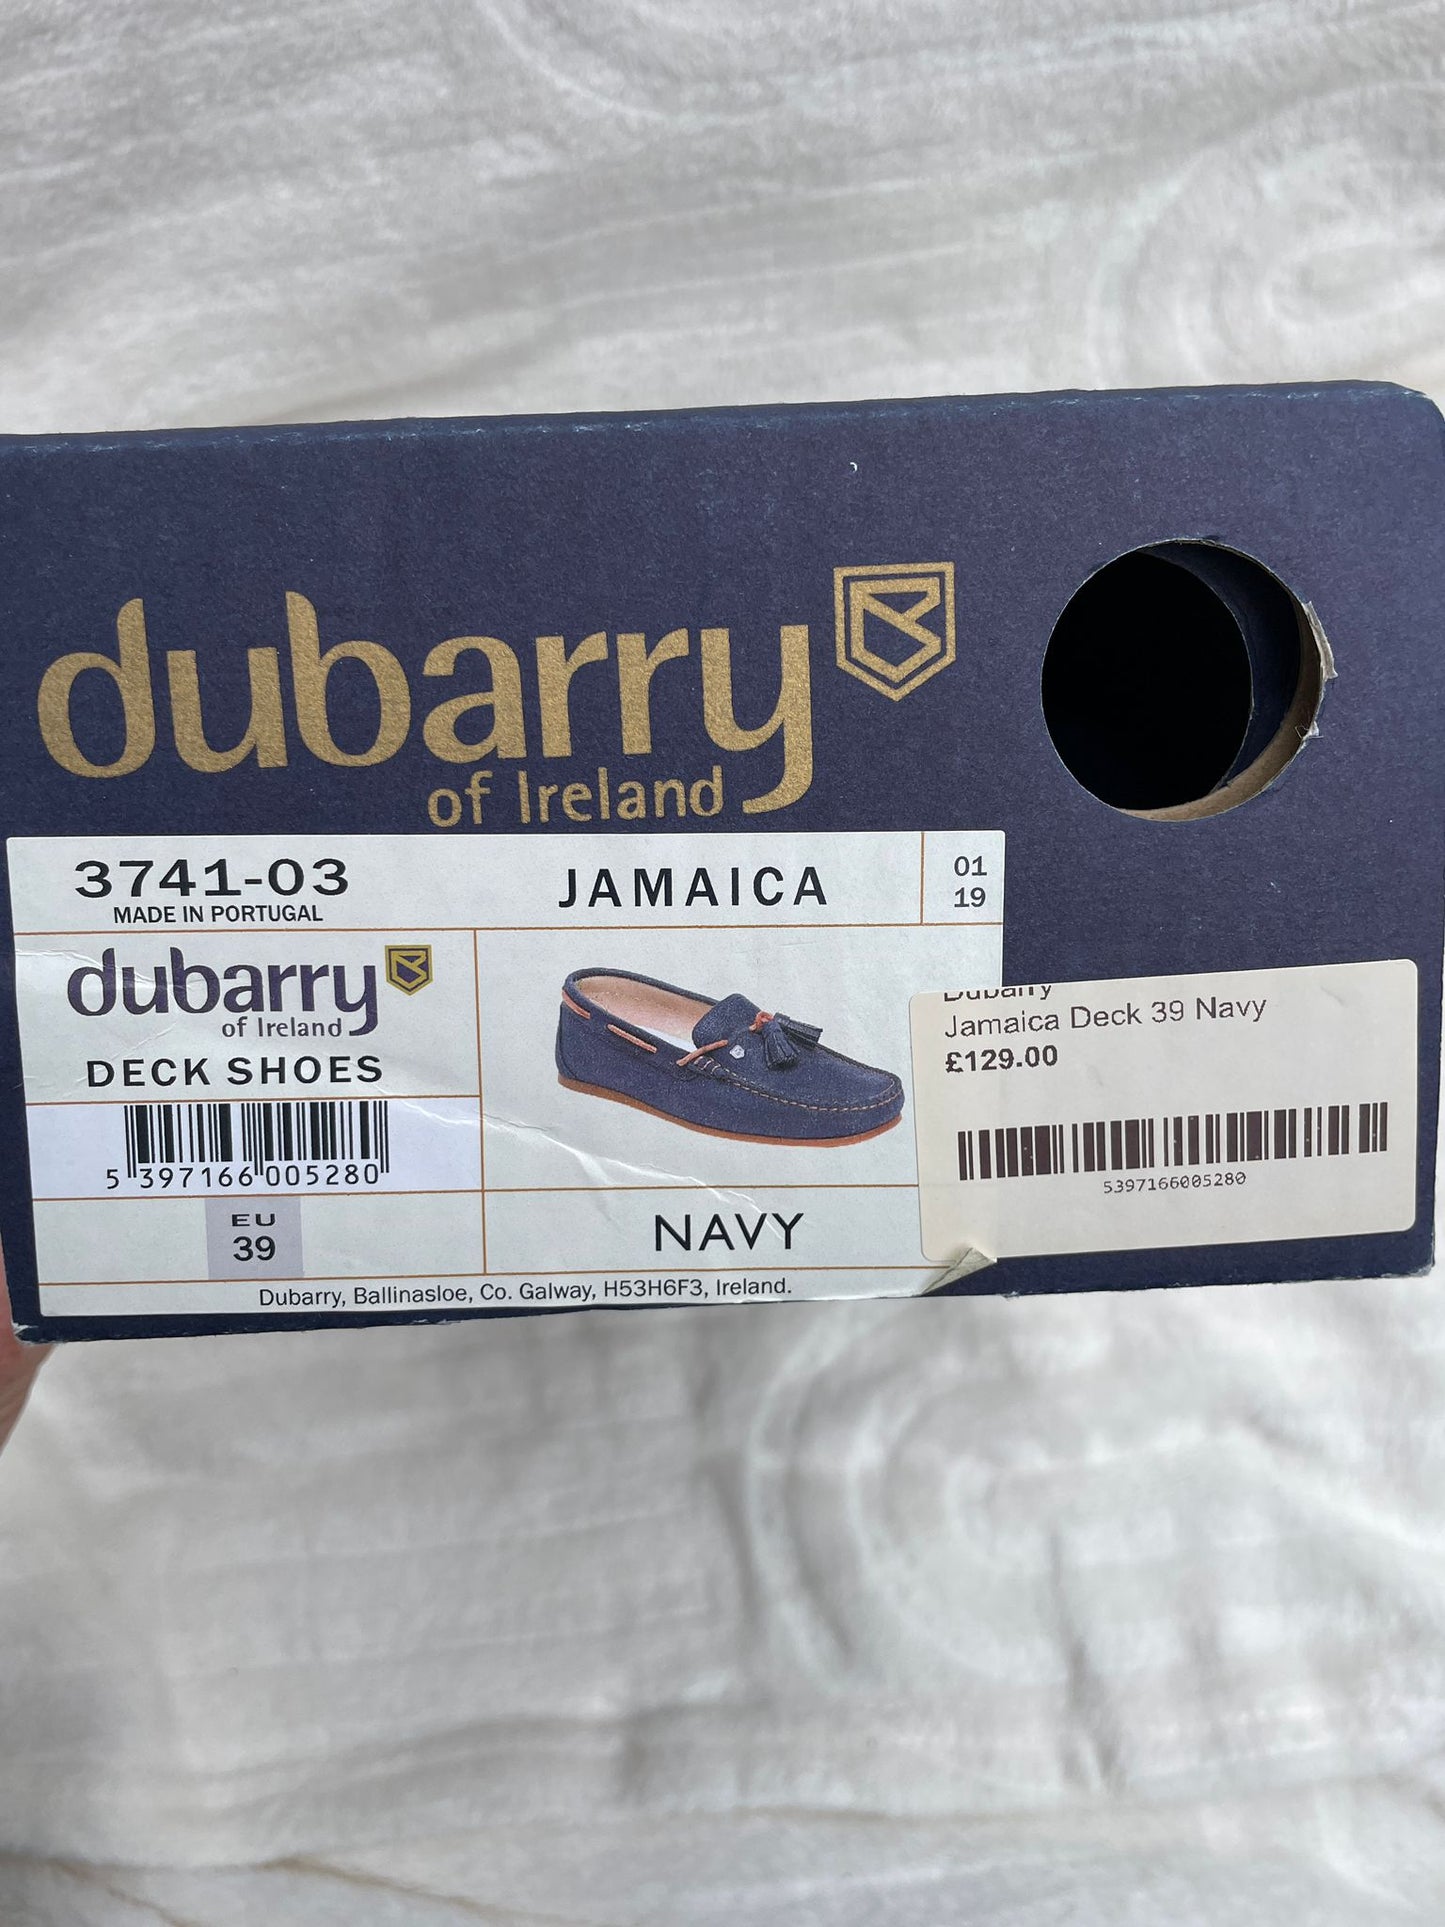 dubarry
of Ireland
3741-03
MADE IN PORTUGAL
JAMAICA
01
19
dubarry
of Ireland
DECK SHOES
5 397166 005280
EU
39
NAVY
Dubarry, Ballinasloe, Co. Galway, H53H6F3, Ireland.
Dubarry
Jamaica Deck 39 Navy
£129.00
5397166005280